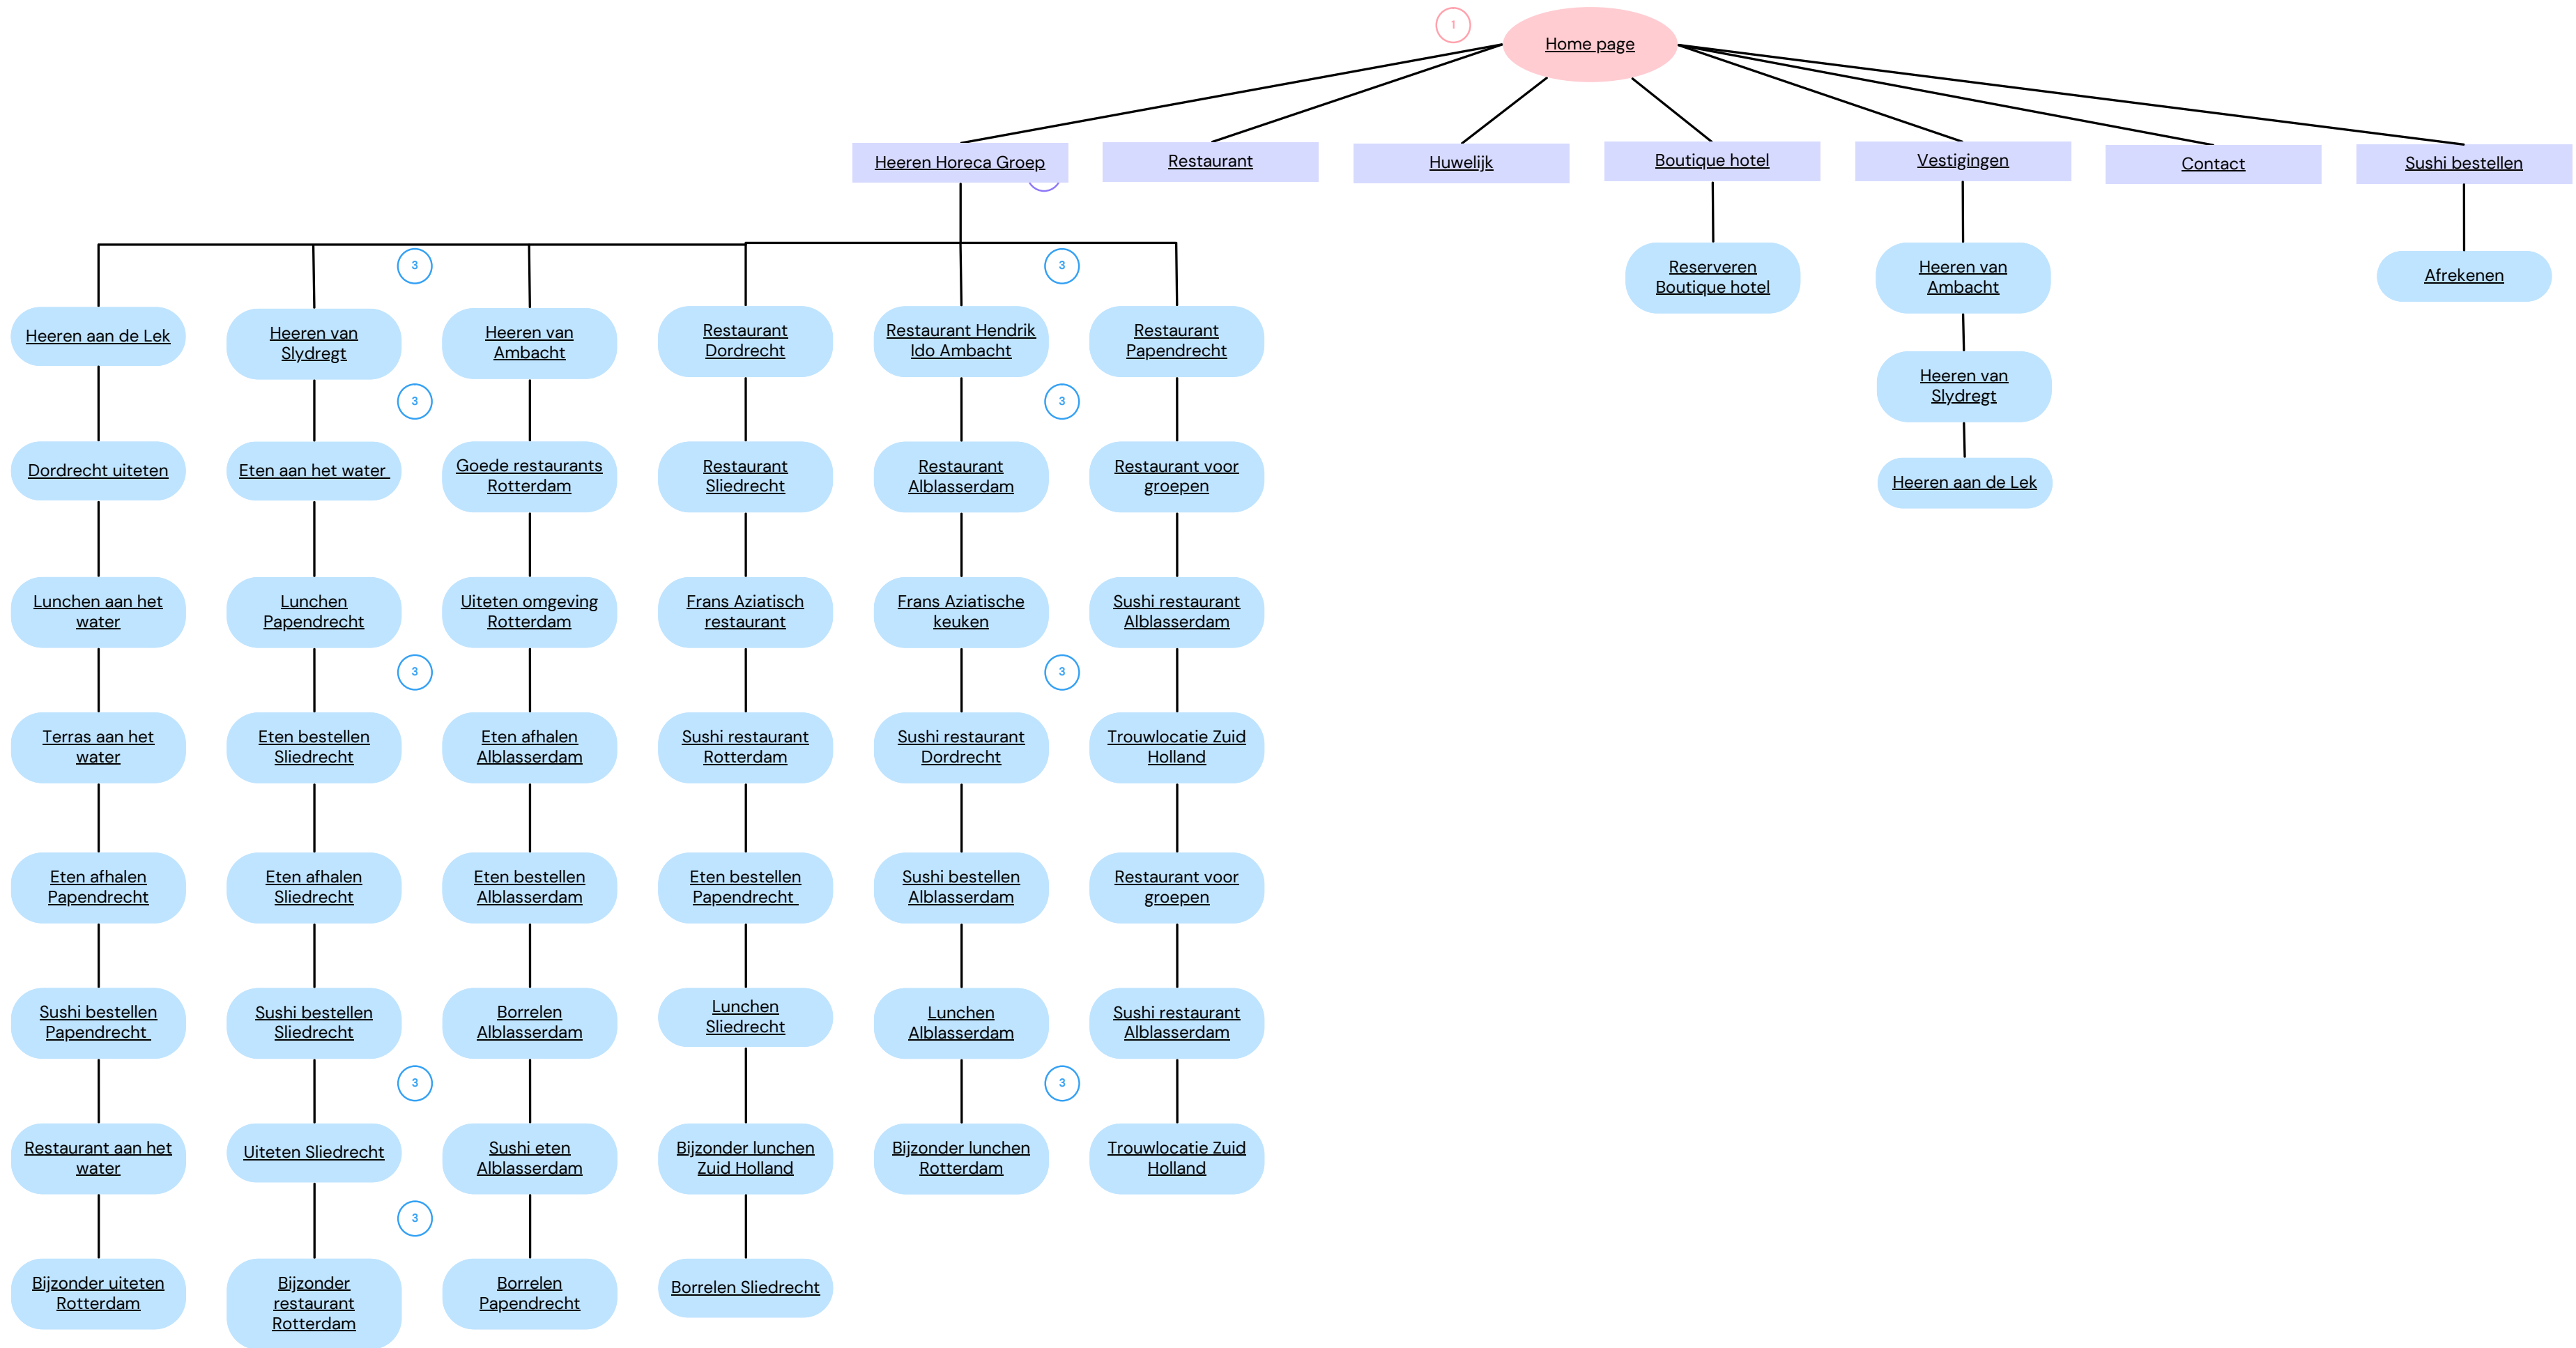 1
Home page
Heeren Horeca Groep
Restaurant
Huwelijk
Boutique hotel
Vestigingen
Contact
Sushi bestellen
3
3
Reserveren
Boutique hotel
Heeren van
Ambacht
Afrekenen
Heeren aan de Lek
Heeren van
Slydregt
Heeren van
Ambacht
Restaurant
Dordrecht
Restaurant Hendrik
Ido Ambacht
Restaurant
Papendrecht
Heeren van
Slydregt
3
3
Dordrecht uiteten
Eten aan het water
Goede restaurants
Rotterdam
Restaurant
Sliedrecht
Restaurant
Alblasserdam
Restaurant voor
groepen
Heeren aan de Lek
Lunchen aan het
water
Lunchen
Papendrecht
Uiteten omgeving
Rotterdam
Frans Aziatisch
restaurant
Frans Aziatische
keuken
Sushi restaurant
Alblasserdam
3
3
Terras aan het
water
Eten bestellen
Sliedrecht
Eten afhalen
Alblasserdam
Sushi restaurant
Rotterdam
Sushi restaurant
Dordrecht
Trouwlocatie Zuid
Holland
Eten afhalen
Papendrecht
Eten afhalen
Sliedrecht
Eten bestellen
Alblasserdam
Eten bestellen
Papendrecht
Sushi bestellen
Alblasserdam
Restaurant voor
groepen
Sushi bestellen
Papendrecht
Sushi bestellen
Sliedrecht
Borrelen
Alblasserdam
Lunchen
Sliedrecht
Lunchen
Alblasserdam
Sushi restaurant
Alblasserdam
3
3
Restaurant aan het
water
Uiteten Sliedrecht
Sushi eten
Alblasserdam
Bijzonder lunchen
Zuid Holland
Bijzonder lunchen
Rotterdam
Trouwlocatie Zuid
Holland
3
Bijzonder uiteten
Rotterdam
Bijzonder
restaurant
Rotterdam
Borrelen
Papendrecht
Borrelen Sliedrecht